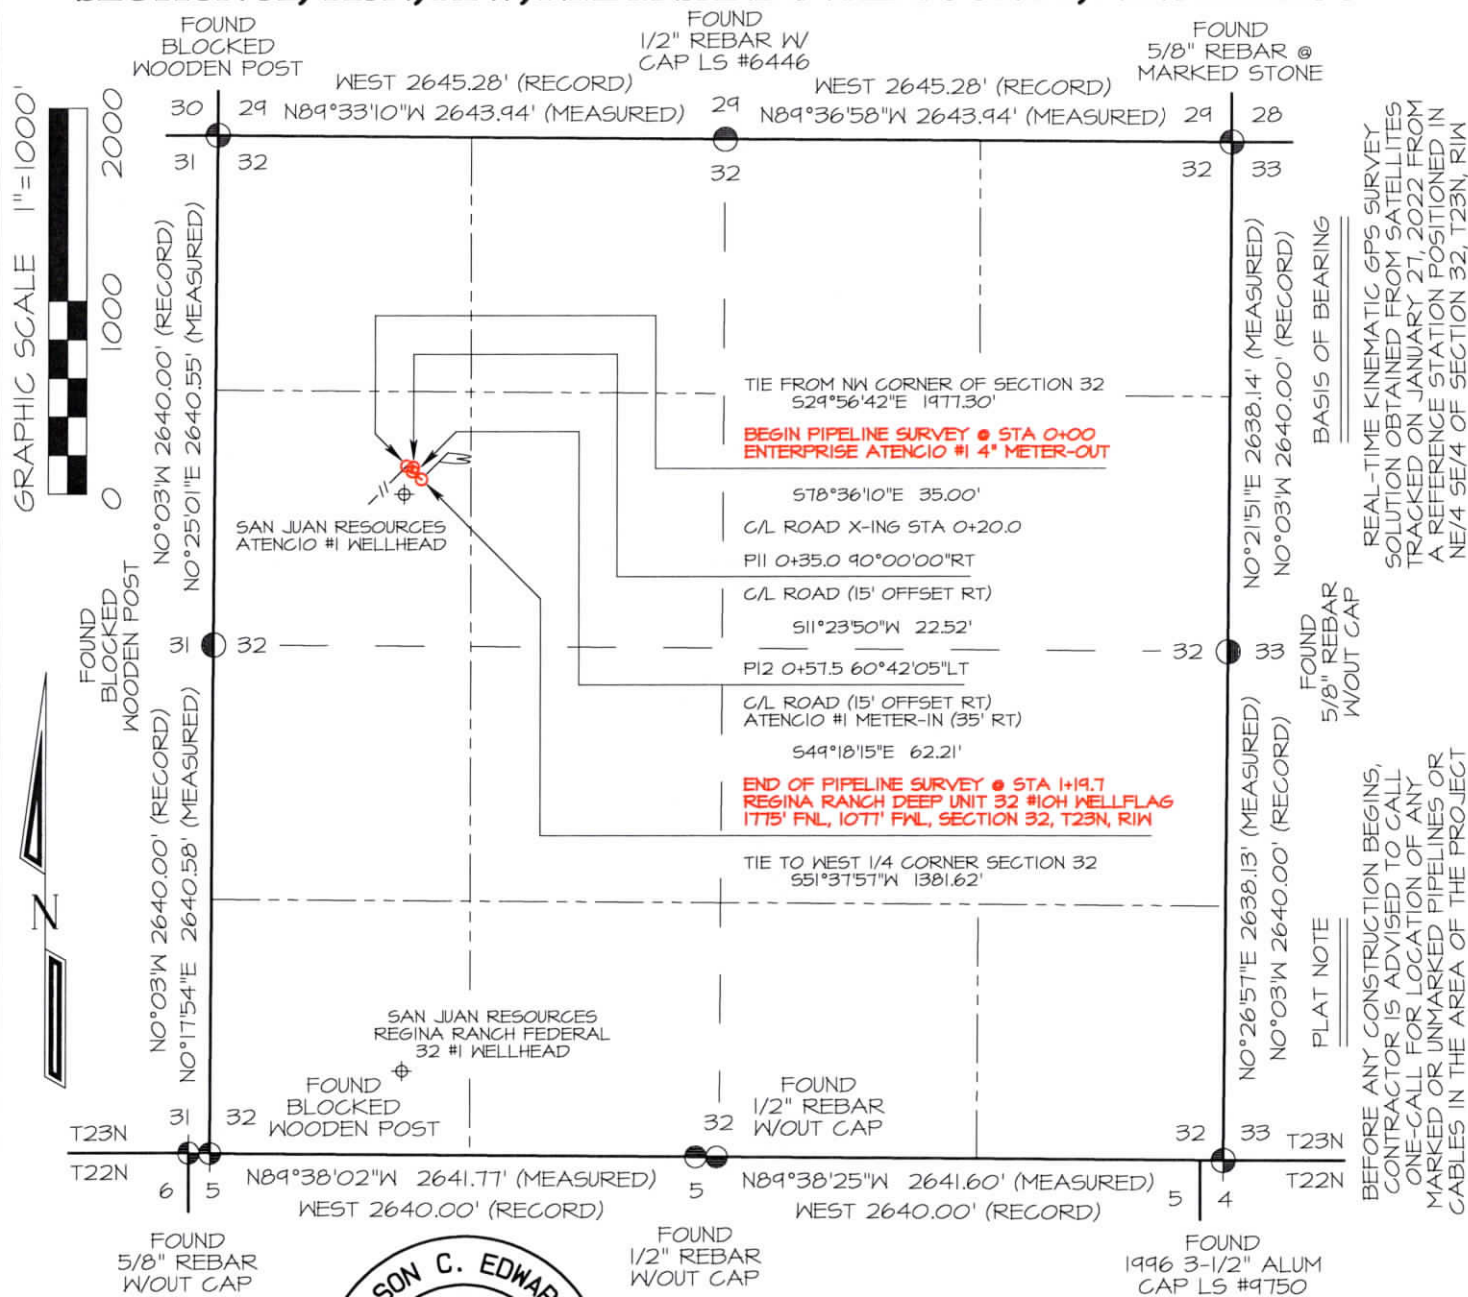 FOUND
BLOCKED
WOODEN POST
FOUND
1/2" REBAR W/
CAP LS #6446
FOUND
5/8" REBAR @
MARKED STONE
WEST 2645.28' (RECORD)
N89°33'10"W 2643.94' (MEASURED)
WEST 2645.28' (RECORD)
N89°36'58"W 2643.94' (MEASURED)
30 29
31 32
29
32
29 28
32 33
GRAPHIC SCALE 1"=1000'
0 1000 2000
N0°03'W 2640.00' (RECORD)
N0°25'01"E 2640.55' (MEASURED)
N0°21'51"E 2638.14' (MEASURED)
N0°03'W 2640.00' (RECORD)
BASIS OF BEARING
REAL-TIME KINEMATIC GPS SURVEY
SOLUTION OBTAINED FROM SATELLITES
TRACKED ON JANUARY 27, 2022 FROM
A REFERENCE STATION POSITIONED IN
NE/4 SE/4 OF SECTION 32, T23N, R1W
TIE FROM NW CORNER OF SECTION 32
S29°56'42"E 1977.30'
BEGIN PIPELINE SURVEY @ STA 0+00
ENTERPRISE ATENCIO #1 4" METER-OUT
S78°36'10"E 35.00'
C/L ROAD X-ING STA 0+20.0
PI1 0+35.0 90°00'00"RT
C/L ROAD (15' OFFSET RT)
S11°23'50"W 22.52'
PI2 0+57.5 60°42'05"LT
C/L ROAD (15' OFFSET RT)
ATENCIO #1 METER-IN (35' RT)
S49°18'15"E 62.21'
END OF PIPELINE SURVEY @ STA 1+19.7
REGINA RANCH DEEP UNIT 32 #10H WELLFLAG
1775' FNL, 1077' FWL, SECTION 32, T23N, R1W
TIE TO WEST 1/4 CORNER SECTION 32
S51°37'57"W 1381.62'
SAN JUAN RESOURCES
ATENCIO #1 WELLHEAD
FOUND
BLOCKED
WOODEN POST
31 32
32 33
FOUND
5/8" REBAR
W/OUT CAP
N
N0°03'W 2640.00' (RECORD)
N0°17'54"E 2640.58' (MEASURED)
N0°26'57"E 2638.13' (MEASURED)
N0°03'W 2640.00' (RECORD)
PLAT NOTE
BEFORE ANY CONSTRUCTION BEGINS,
CONTRACTOR IS ADVISED TO CALL
ONE-CALL FOR LOCATION OF ANY
MARKED OR UNMARKED PIPELINES OR
CABLES IN THE AREA OF THE PROJECT
SAN JUAN RESOURCES
REGINA RANCH FEDERAL
32 #1 WELLHEAD
FOUND
BLOCKED
WOODEN POST
FOUND
1/2" REBAR
W/OUT CAP
T23N
T22N
31 32
6 5
32
5
32 33
5 4
T23N
T22N
N89°38'02"W 2641.77' (MEASURED)
WEST 2640.00' (RECORD)
N89°38'25"W 2641.60' (MEASURED)
WEST 2640.00' (RECORD)
FOUND
5/8" REBAR
W/OUT CAP
FOUND
1/2" REBAR
W/OUT CAP
FOUND
1996 3-1/2" ALUM
CAP LS #9750
SON C. EDWAR